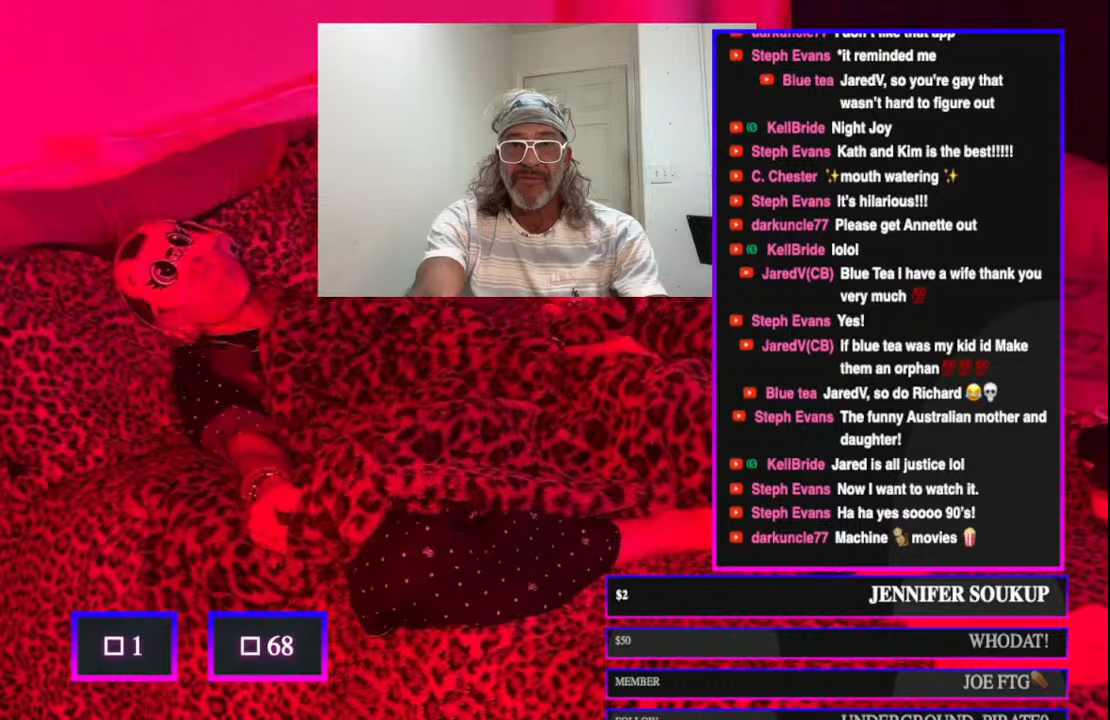 darkuncle77 I don't like that app
Steph Evans *it reminded me
Blue tea JaredV, so you're gay that
wasn't hard to figure out
KellBride Night Joy
Steph Evans Kath and Kim is the best!!!!!
C. Chester ✨mouth watering ✨
Steph Evans It's hilarious!!!
darkuncle77 Please get Annette out
KellBride lolol
JaredV(CB) Blue Tea I have a wife thank you
very much 💯
Steph Evans Yes!
JaredV(CB) If blue tea was my kid id Make
them an orphan💯💯💯
Blue tea JaredV, so do Richard 😂💀
Steph Evans The funny Australian mother and
daughter!
KellBride Jared is all justice lol
Steph Evans Now I want to watch it.
Steph Evans Ha ha yes soooo 90's!
darkuncle77 Machine 🐒 movies 🍿
$2 JENNIFER SOUKUP
$50 WHODAT!
MEMBER JOE FTG⚰️
1 68